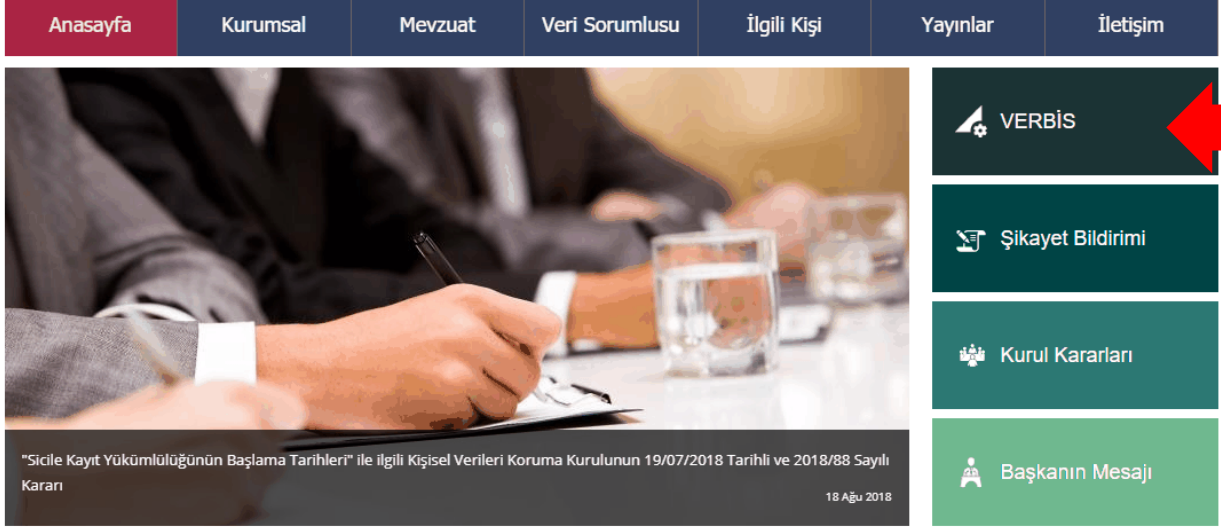 Anasayfa
Kurumsal
Mevzuat
Veri Sorumlusu
İlgili Kişi
Yayınlar
İletişim
VERBİS
Şikayet Bildirimi
Kurul Kararları
Başkanın Mesajı
"Sicile Kayıt Yükümlülüğünün Başlama Tarihleri" ile ilgili Kişisel Verileri Koruma Kurulunun 19/07/2018 Tarihli ve 2018/88 Sayılı
Kararı
18 Ağu 2018